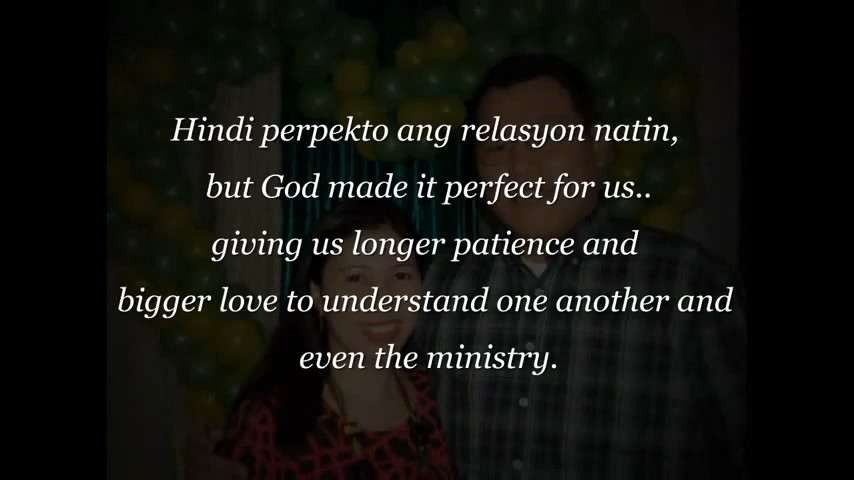 Hindi perpekto ang relasyon natin,
but God made it perfect for us..
giving us longer patience and
bigger love to understand one another and
even the ministry.